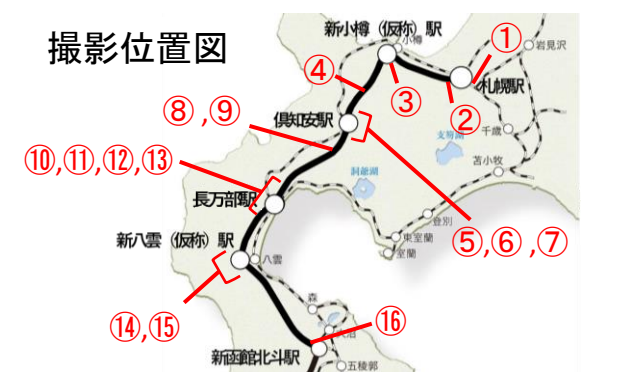 撮影位置図
新小樽（仮称）駅
小樽
①
岩見沢
④
札幌駅
③
②
⑧,⑨
倶知安駅
千歳
支笏湖
苫小牧
⑩,⑪,⑫,⑬
洞爺湖
長万部駅
登別
東室蘭
室蘭
⑤,⑥,⑦
新八雲（仮称）駅
八雲
森
⑭,⑮
⑯
大沼
新函館北斗駅
五稜郭